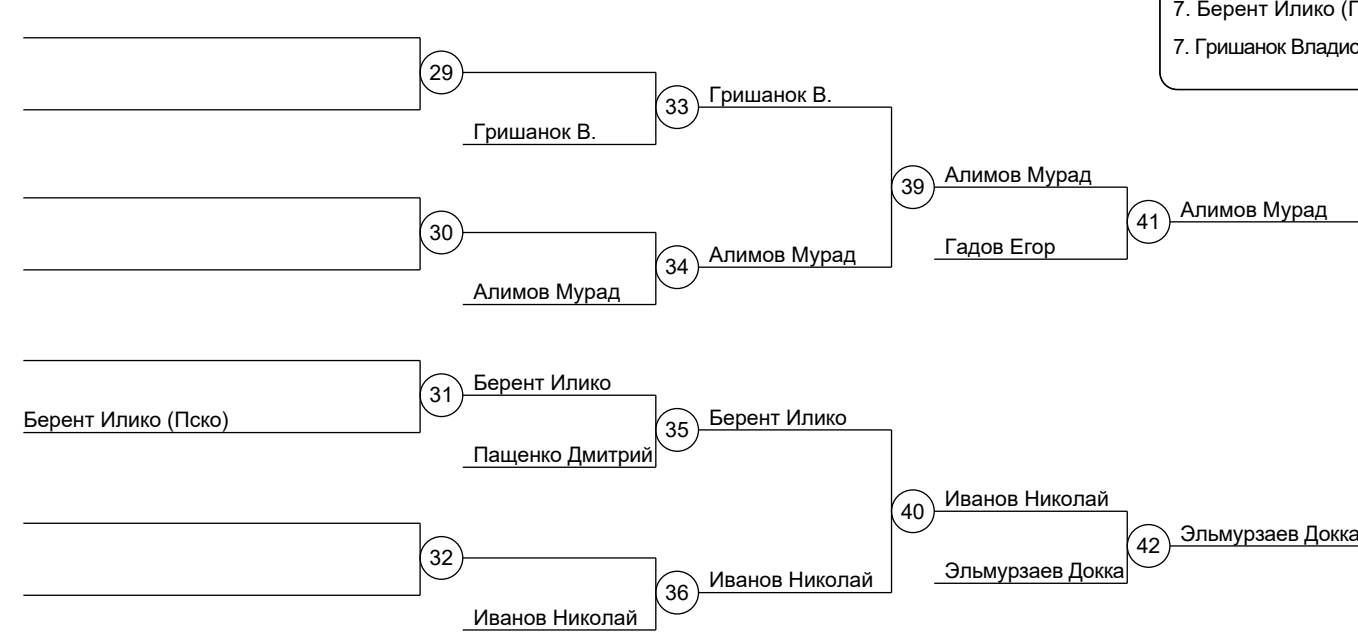 7. Берент Илико (П
7. Гришанок Владис
29
33
Гришанок В.
Гришанок В.
39
Алимов Мурад
30
41
Алимов Мурад
Гадов Егор
34
Алимов Мурад
Алимов Мурад
31
Берент Илико
Берент Илико (Пско)
35
Берент Илико
Пащенко Дмитрий
40
Иванов Николай
32
42
Эльмурзаев Докка
Эльмурзаев Докка
36
Иванов Николай
Иванов Николай